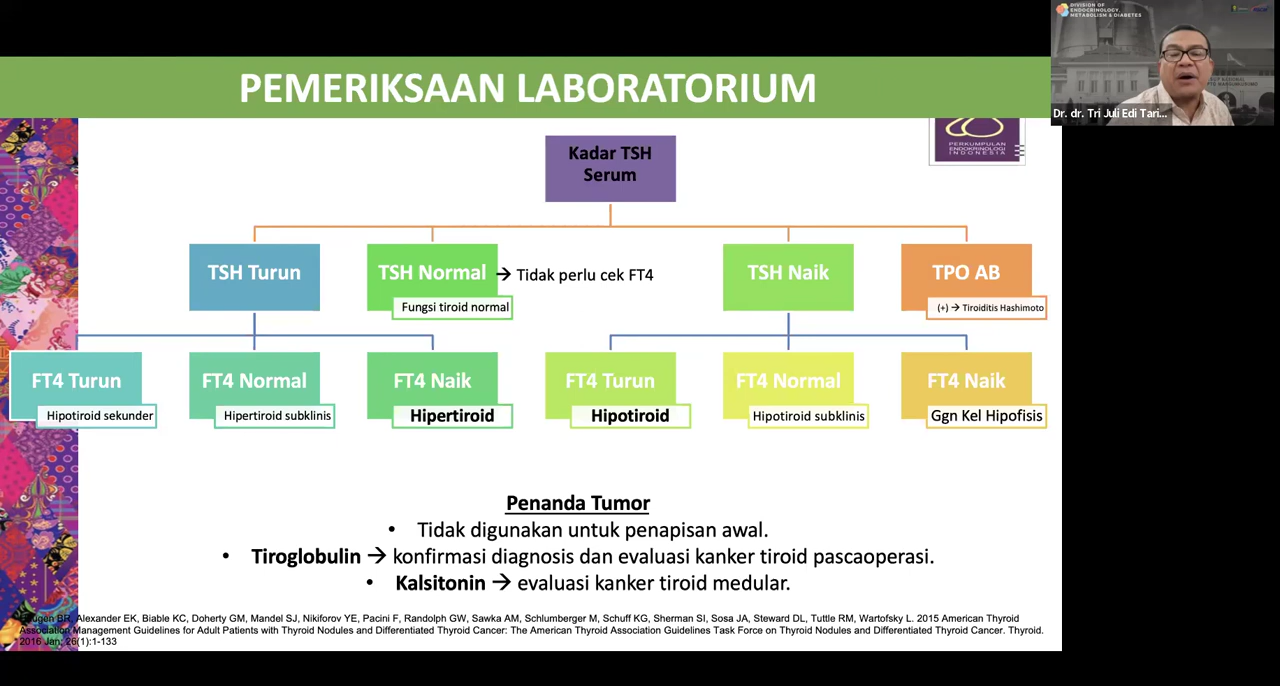 DIVISION OF
ENDOCRINOLOGY,
METABOLISM & DIABETES
PEMERIKSAAN LABORATORIUM
Dr. dr. Tri Juli Edi Tari...
PERKUMPULAN
ENDOKRINOLOGI
INDONESIA
Kadar TSH
Serum
TSH Turun
TSH Normal → Tidak perlu cek FT4
Fungsi tiroid normal
TSH Naik
TPO AB
(+) → Tiroiditis Hashimoto
FT4 Turun
Hipotiroid sekunder
FT4 Normal
Hipertiroid subklinis
FT4 Naik
Hipertiroid
FT4 Turun
Hipotiroid
FT4 Normal
Hipotiroid subklinis
FT4 Naik
Ggn Kel Hipofisis
Penanda Tumor
• Tidak digunakan untuk penapisan awal.
• Tiroglobulin → konfirmasi diagnosis dan evaluasi kanker tiroid pascaoperasi.
• Kalsitonin → evaluasi kanker tiroid medular.
BR, Alexander EK, Biable KC, Doherty GM, Mandel SJ, Nikiforov YE, Pacini F, Randolph GW, Sawka AM, Schlumberger M, Schuff KG, Sherman SI, Sosa JA, Steward DL, Tuttle RM, Wartofsky L. 2015 American Thyroid
Association Management Guidelines for Adult Patients with Thyroid Nodules and Differentiated Thyroid Cancer: The American Thyroid Association Guidelines Task Force on Thyroid Nodules and Differentiated Thyroid Cancer. Thyroid.
2016 Jan; 26(1):1-133